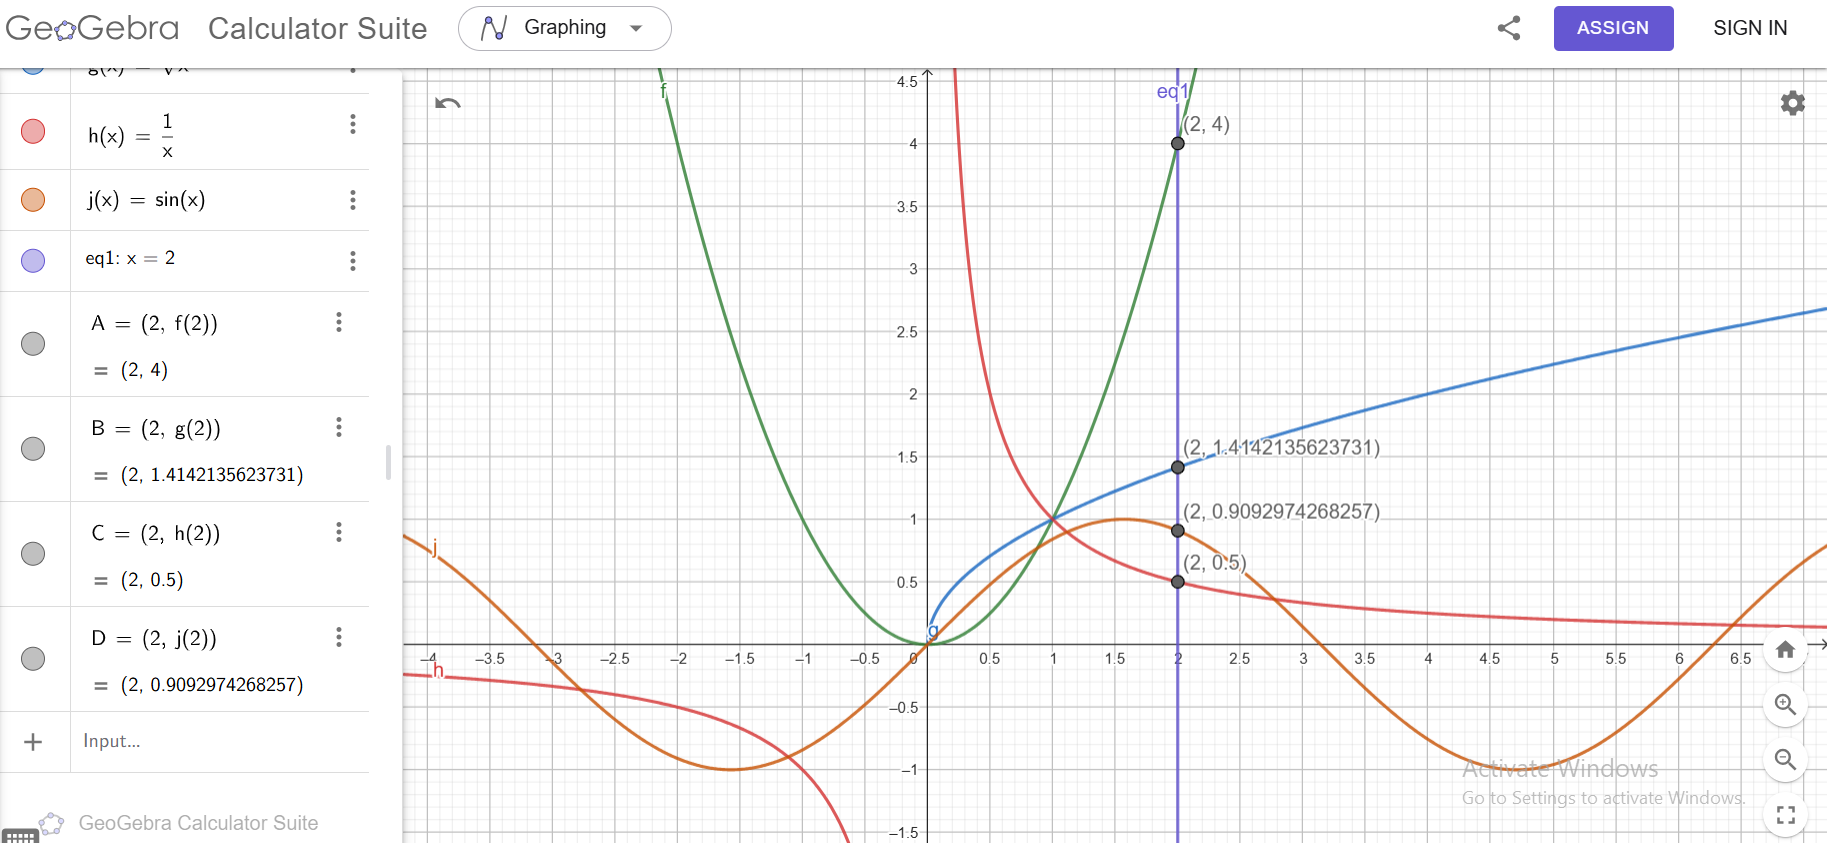 GeoGebra Calculator Suite Graphing ASSIGN SIGN IN
g(x) = √x
h(x) = 1/x
j(x) = sin(x)
eq1: x = 2
A = (2, f(2))
= (2, 4)
B = (2, g(2))
= (2, 1.4142135623731)
C = (2, h(2))
= (2, 0.5)
D = (2, j(2))
= (2, 0.9092974268257)
+ Input...
GeoGebra Calculator Suite
f
eq1
(2, 4)
(2, 1.4142135623731)
(2, 0.9092974268257)
(2, 0.5)
j
g
h
4.5
4
3.5
3
2.5
2
1.5
1
0.5
–4 –3.5 –3 –2.5 –2 –1.5 –1 –0.5 0 0.5 1 1.5 2 2.5 3 3.5 4 4.5 5 5.5 6 6.5
–0.5
–1
–1.5
Activate Windows
Go to Settings to activate Windows.